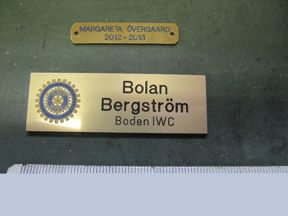 MARGARETA ÖVERGAARD
2012-2013
Bolan
Bergström
Boden IWC